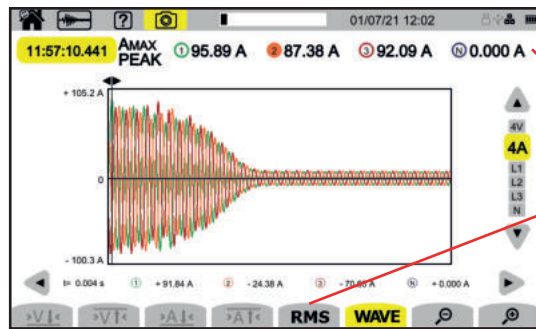 ?
01/07/21 12:02
11:57:10.441 AMAX PEAK 1 95.89 A 2 87.38 A 3 92.09 A N 0.000 A
+ 105.2 A
4V
4A
L1
0
L2
L3
N
- 100.3 A
t= 0.004 s 1 + 91,84 A 2 - 24.38 A 3 N + 0.000 A
>V↓< >V↑< >A↓< >A↑< RMS WAVE